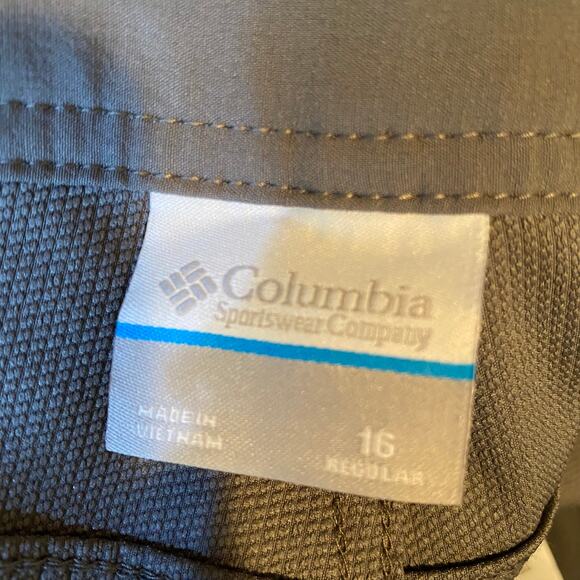 Columbia
Sportswear Company
MADE IN
VIETNAM
16
REGULAR